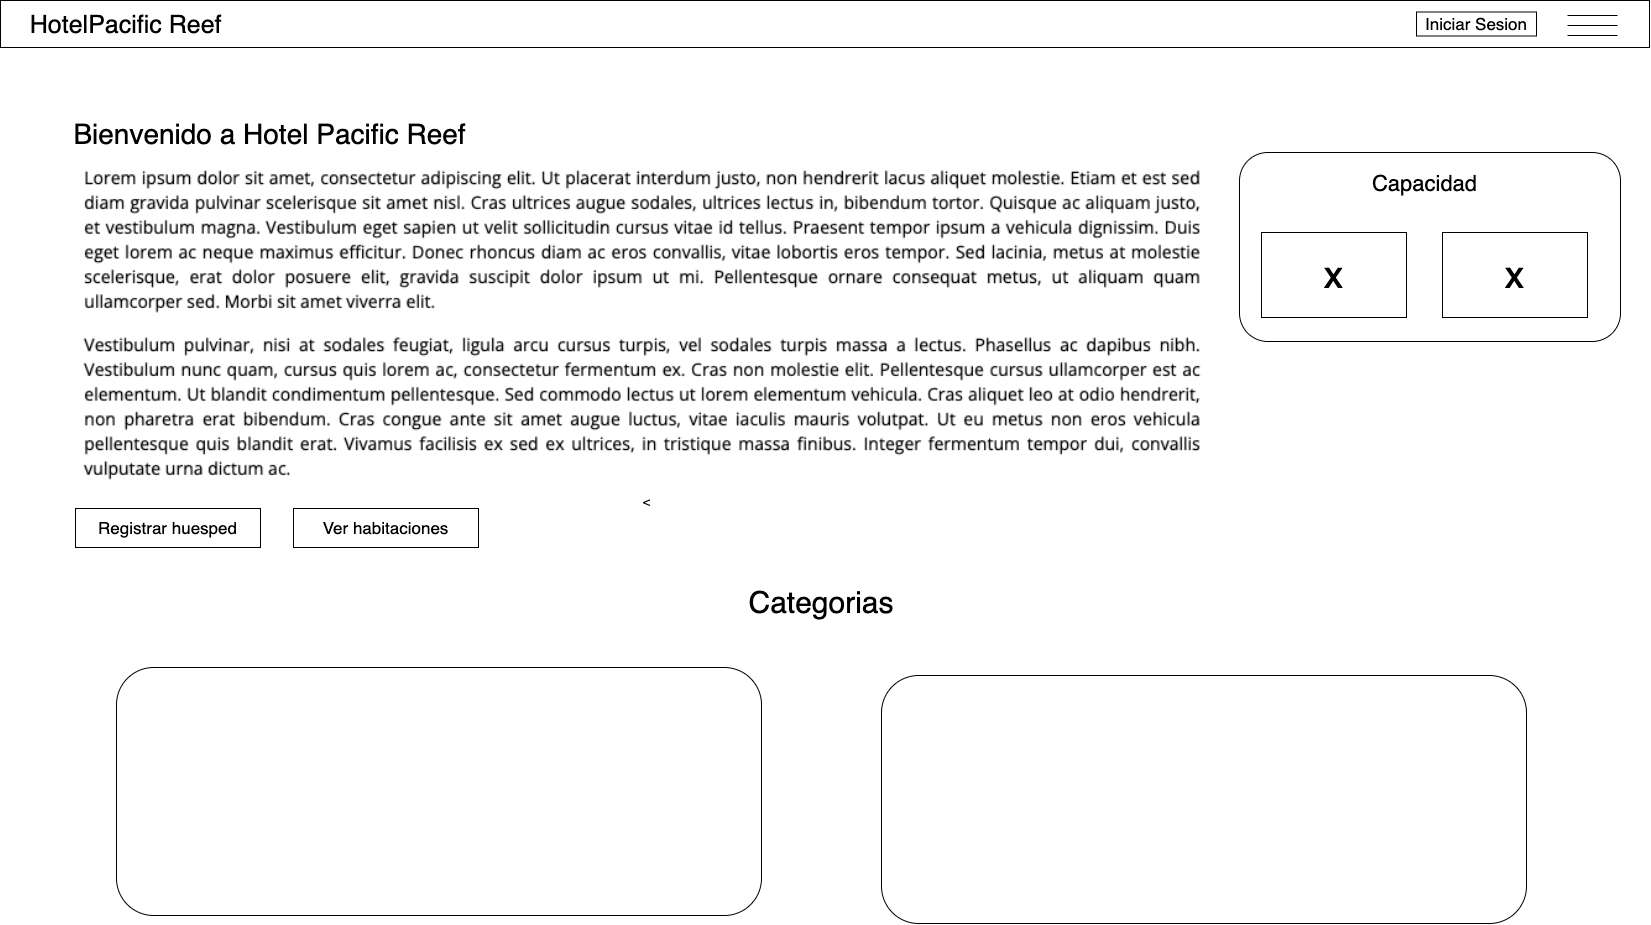 HotelPacific Reef
Iniciar Sesion
Bienvenido a Hotel Pacific Reef
Lorem ipsum dolor sit amet, consectetur adipiscing elit. Ut placerat interdum justo, non hendrerit lacus aliquet molestie. Etiam et est sed
diam gravida pulvinar scelerisque sit amet nisl. Cras ultrices augue sodales, ultrices lectus in, bibendum tortor. Quisque ac aliquam justo,
et vestibulum magna. Vestibulum eget sapien ut velit sollicitudin cursus vitae id tellus. Praesent tempor ipsum a vehicula dignissim. Duis
eget lorem ac neque maximus efficitur. Donec rhoncus diam ac eros convallis, vitae lobortis eros tempor. Sed lacinia, metus at molestie
scelerisque, erat dolor posuere elit, gravida suscipit dolor ipsum ut mi. Pellentesque ornare consequat metus, ut aliquam quam
ullamcorper sed. Morbi sit amet viverra elit.
Vestibulum pulvinar, nisi at sodales feugiat, ligula arcu cursus turpis, vel sodales turpis massa a lectus. Phasellus ac dapibus nibh.
Vestibulum nunc quam, cursus quis lorem ac, consectetur fermentum ex. Cras non molestie elit. Pellentesque cursus ullamcorper est ac
elementum. Ut blandit condimentum pellentesque. Sed commodo lectus ut lorem elementum vehicula. Cras aliquet leo at odio hendrerit,
non pharetra erat bibendum. Cras congue ante sit amet augue luctus, vitae iaculis mauris volutpat. Ut eu metus non eros vehicula
pellentesque quis blandit erat. Vivamus facilisis ex sed ex ultrices, in tristique massa finibus. Integer fermentum tempor dui, convallis
vulputate urna dictum ac.
Capacidad
X
X
<
Registrar huesped
Ver habitaciones
Categorias